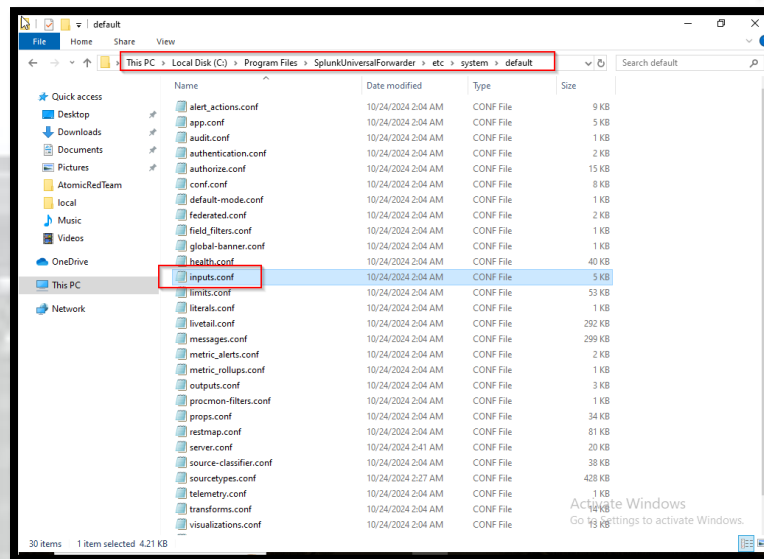 default
File Home Share View
This PC › Local Disk (C:) › Program Files › SplunkUniversalForwarder › etc › system › default
Search default
Name Date modified Type Size
Quick access
Desktop
Downloads
Documents
Pictures
AtomicRedTeam
local
Music
Videos
OneDrive
This PC
Network
alert_actions.conf 10/24/2024 2:04 AM CONF File 9 KB
app.conf 10/24/2024 2:04 AM CONF File 5 KB
audit.conf 10/24/2024 2:04 AM CONF File 1 KB
authentication.conf 10/24/2024 2:04 AM CONF File 2 KB
authorize.conf 10/24/2024 2:04 AM CONF File 15 KB
conf.conf 10/24/2024 2:04 AM CONF File 8 KB
default-mode.conf 10/24/2024 2:04 AM CONF File 1 KB
federated.conf 10/24/2024 2:04 AM CONF File 2 KB
field_filters.conf 10/24/2024 2:04 AM CONF File 1 KB
global-banner.conf 10/24/2024 2:04 AM CONF File 1 KB
health.conf 10/24/2024 2:04 AM CONF File 40 KB
inputs.conf 10/24/2024 2:04 AM CONF File 5 KB
limits.conf 10/24/2024 2:04 AM CONF File 53 KB
literals.conf 10/24/2024 2:04 AM CONF File 1 KB
livetail.conf 10/24/2024 2:04 AM CONF File 292 KB
messages.conf 10/24/2024 2:04 AM CONF File 299 KB
metric_alerts.conf 10/24/2024 2:04 AM CONF File 2 KB
metric_rollups.conf 10/24/2024 2:04 AM CONF File 1 KB
outputs.conf 10/24/2024 2:04 AM CONF File 3 KB
procmon-filters.conf 10/24/2024 2:04 AM CONF File 1 KB
props.conf 10/24/2024 2:04 AM CONF File 34 KB
restmap.conf 10/24/2024 2:04 AM CONF File 81 KB
server.conf 10/24/2024 2:41 AM CONF File 20 KB
source-classifier.conf 10/24/2024 2:04 AM CONF File 38 KB
sourcetypes.conf 10/24/2024 2:27 AM CONF File 428 KB
telemetry.conf 10/24/2024 2:04 AM CONF File 1 KB
transforms.conf 10/24/2024 2:04 AM CONF File 14 KB
visualizations.conf 10/24/2024 2:04 AM CONF File 13 KB
Activate Windows
Go to Settings to activate Windows.
30 items 1 item selected 4.21 KB